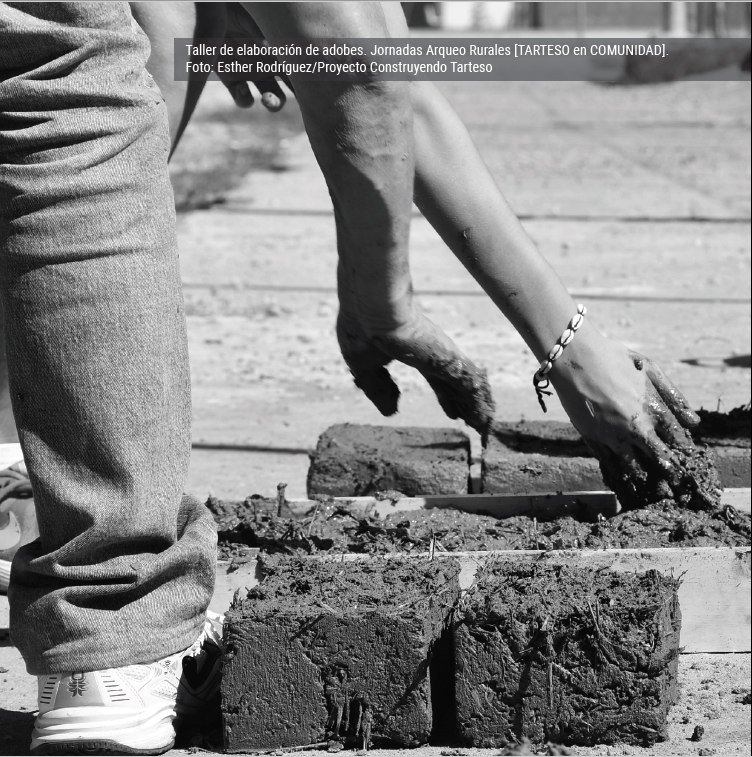 Taller de elaboración de adobes. Jornadas Arqueo Rurales [TARTESO en COMUNIDAD].
Foto: Esther Rodríguez/Proyecto Construyendo Tarteso